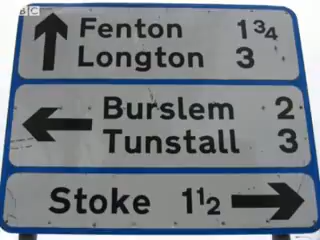 BBC
Fenton 1¾
Longton 3
Burslem 2
Tunstall 3
Stoke 1½